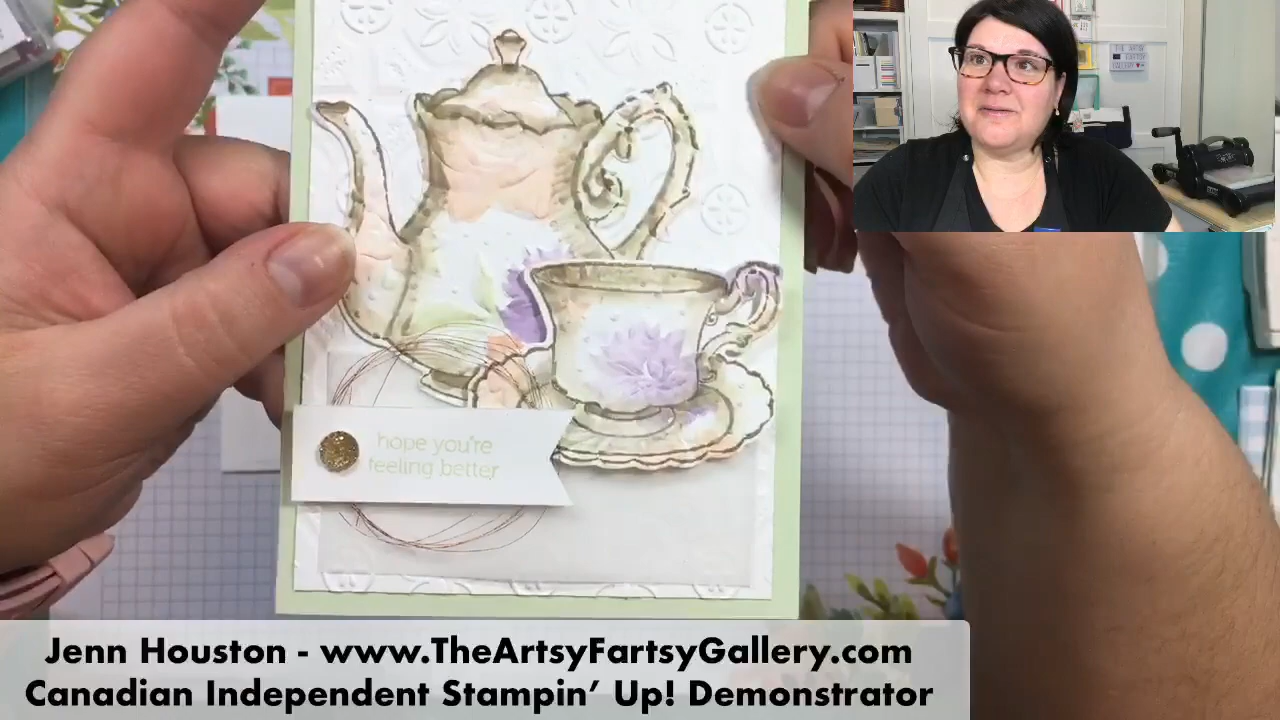 hope you're
feeling better
Jenn Houston - www.TheArtsyFartsyGallery.com
Canadian Independent Stampin' Up! Demonstrator